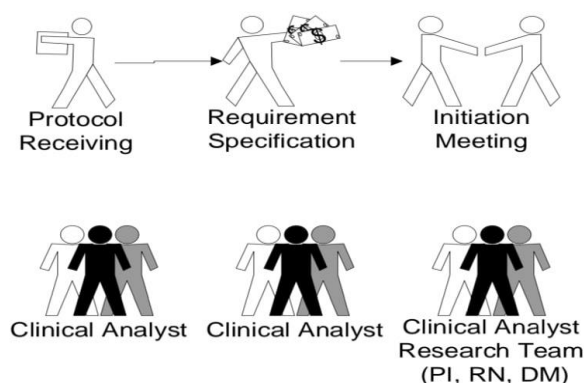 $ $ $
Protocol
Receiving
Requirement
Specification
Initiation
Meeting
Clinical Analyst
Clinical Analyst
Clinical Analyst
Research Team
(PI, RN, DM)